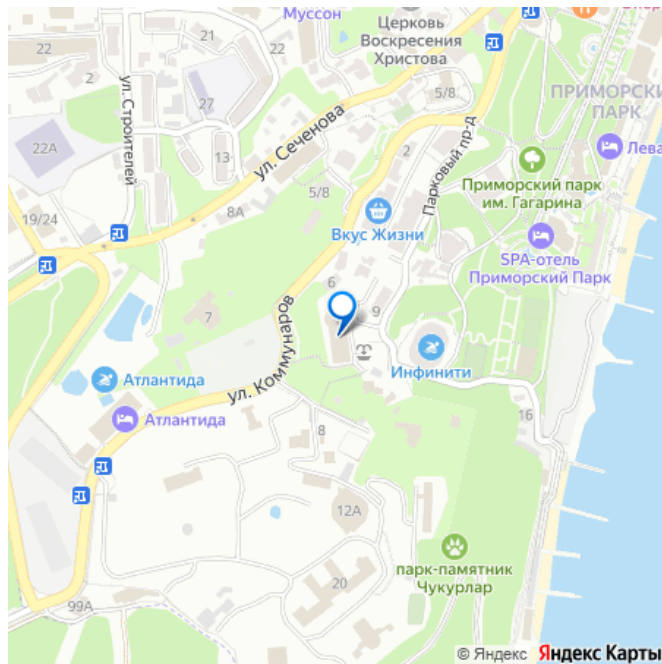 Муссон
22
21
22
2
27
ул. Строителей
22А
13
ул. Сеченова
Церковь
Воскресения
Христова
5/8
2
Парковый пр-д
ПРИМОРСКИ
ПАРК
Лева
Приморский парк
им. Гагарина
5/8
8А
19/24
Вкус Жизни
SPA-отель
Приморский Парк
6
7
9
ул. Коммунаров
Инфинити
Атлантида
Атлантида
16
8
12А
20
парк-памятник
Чукурлар
99А
© Яндекс Яндекс Карты